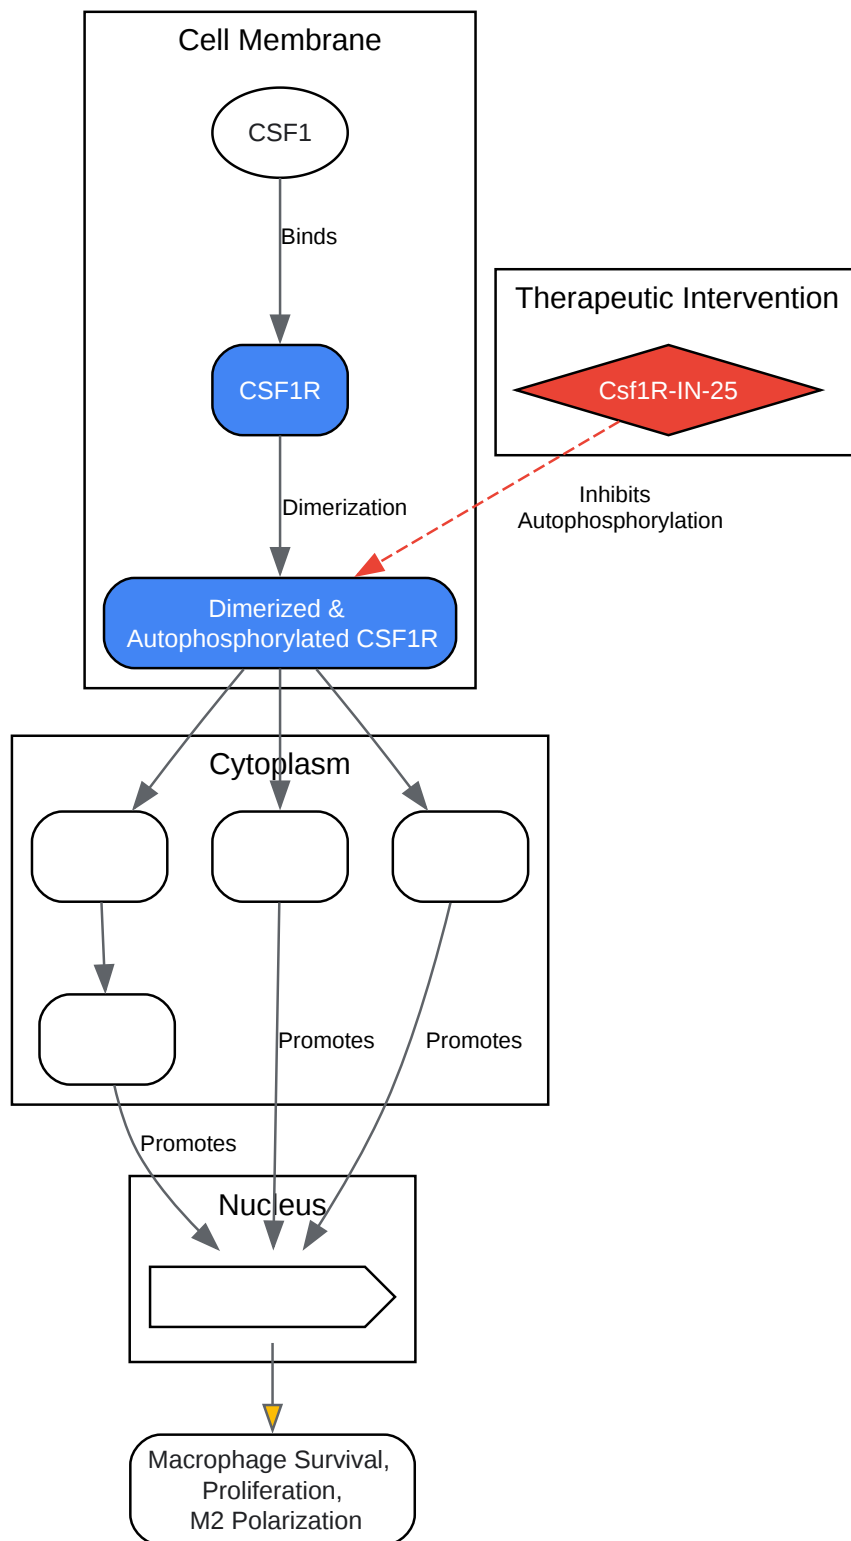 Cell Membrane
CSF1
Binds
CSF1R
Therapeutic Intervention
Csf1R-IN-25
Dimerization
Inhibits
Autophosphorylation
Dimerized &
Autophosphorylated CSF1R
Cytoplasm
Promotes
Promotes
Promotes
Nucleus
Macrophage Survival,
Proliferation,
M2 Polarization